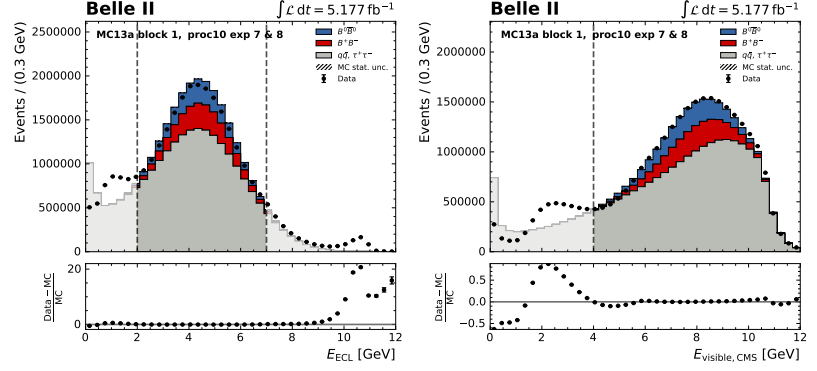 Belle II
∫ℒ dt = 5.177 fb⁻¹
MC13a block 1, proc10 exp 7 & 8
B⁰B̅⁰
B⁺B⁻
qq̅, τ⁺τ⁻
MC stat. unc.
Data
Events / (0.3 GeV)
2500000
2000000
1500000
1000000
500000
0
Data − MC
MC
20
0
0 2 4 6 8 10 12
E_ECL [GeV]
Belle II
∫ℒ dt = 5.177 fb⁻¹
MC13a block 1, proc10 exp 7 & 8
B⁰B̅⁰
B⁺B⁻
qq̅, τ⁺τ⁻
MC stat. unc.
Data
Events / (0.3 GeV)
2000000
1500000
1000000
500000
0
Data − MC
MC
0.5
0.0
−0.5
0 2 4 6 8 10 12
E_visible, CMS [GeV]